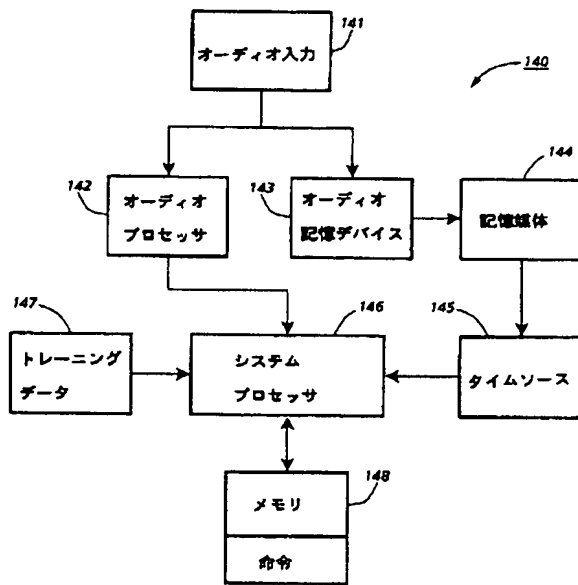 141
オーディオ入力
140
142
オーディオ
プロセッサ
143
オーディオ
記憶デバイス
144
記憶媒体
147
トレーニング
データ
146
システム
プロセッサ
145
タイムソース
148
メモリ
命令